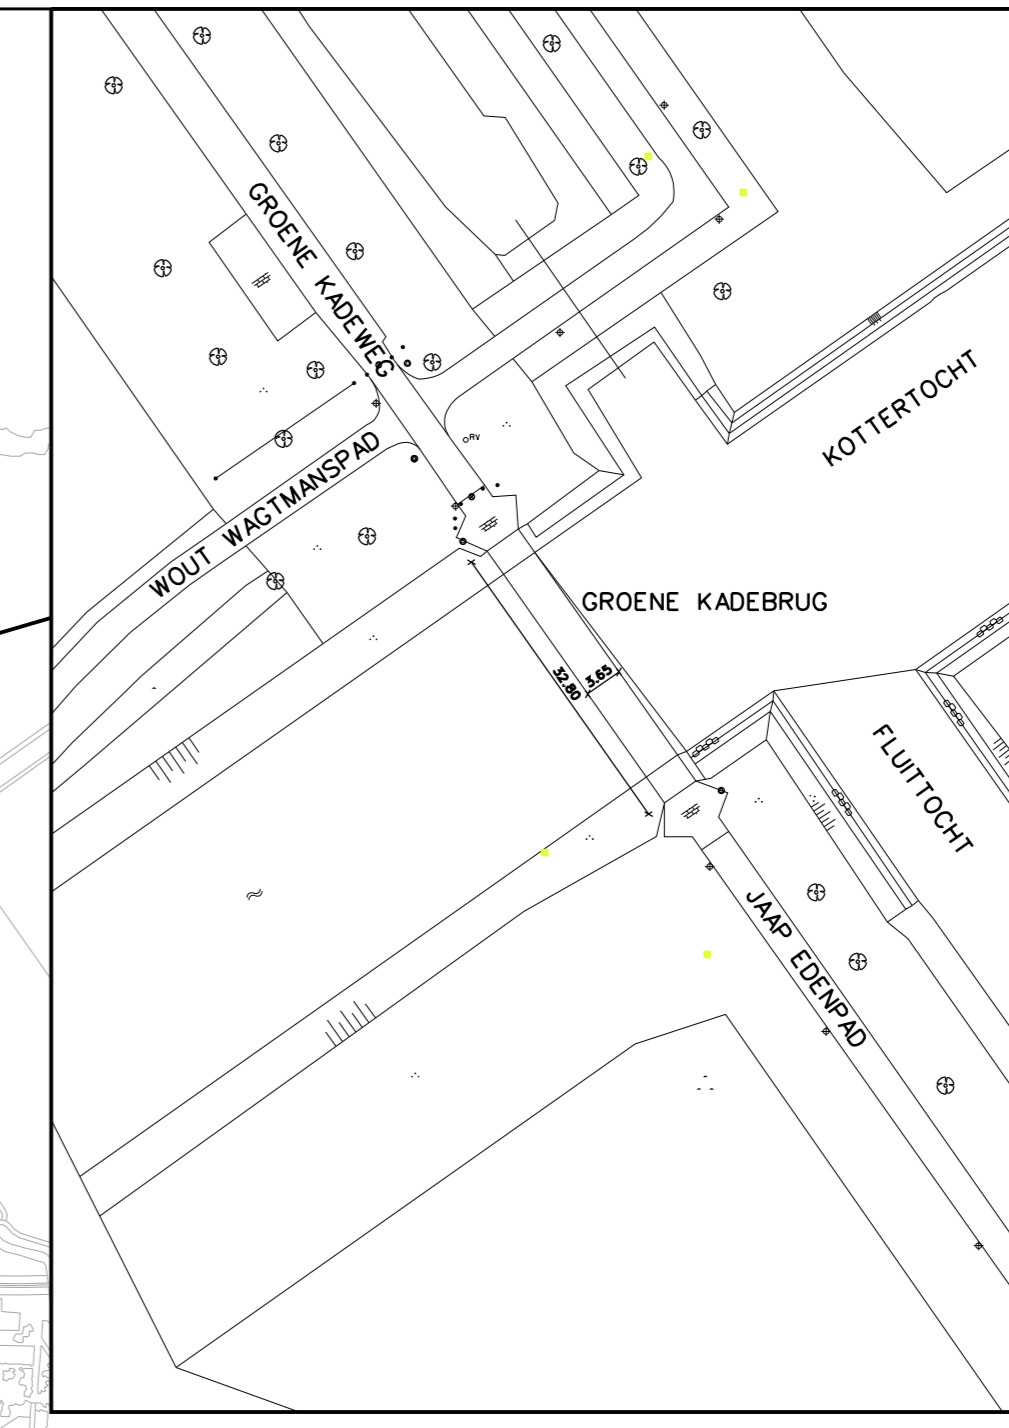 GROENE KADEWEG
KOTTERTOCHT
RV
WOUT WAGTMANSPAD
GROENE KADEBRUG
32.80
3.65
FLUITTOCHT
JAAP EDENPAD